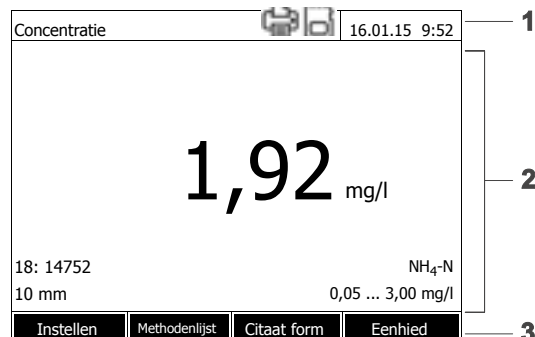 Concentratie 16.01.15 9:52 1
1,92 mg/l
2
18: 14752 NH₄-N
10 mm 0,05 ... 3,00 mg/l
Instellen Methodenlijst Citaat form Eenhied 3